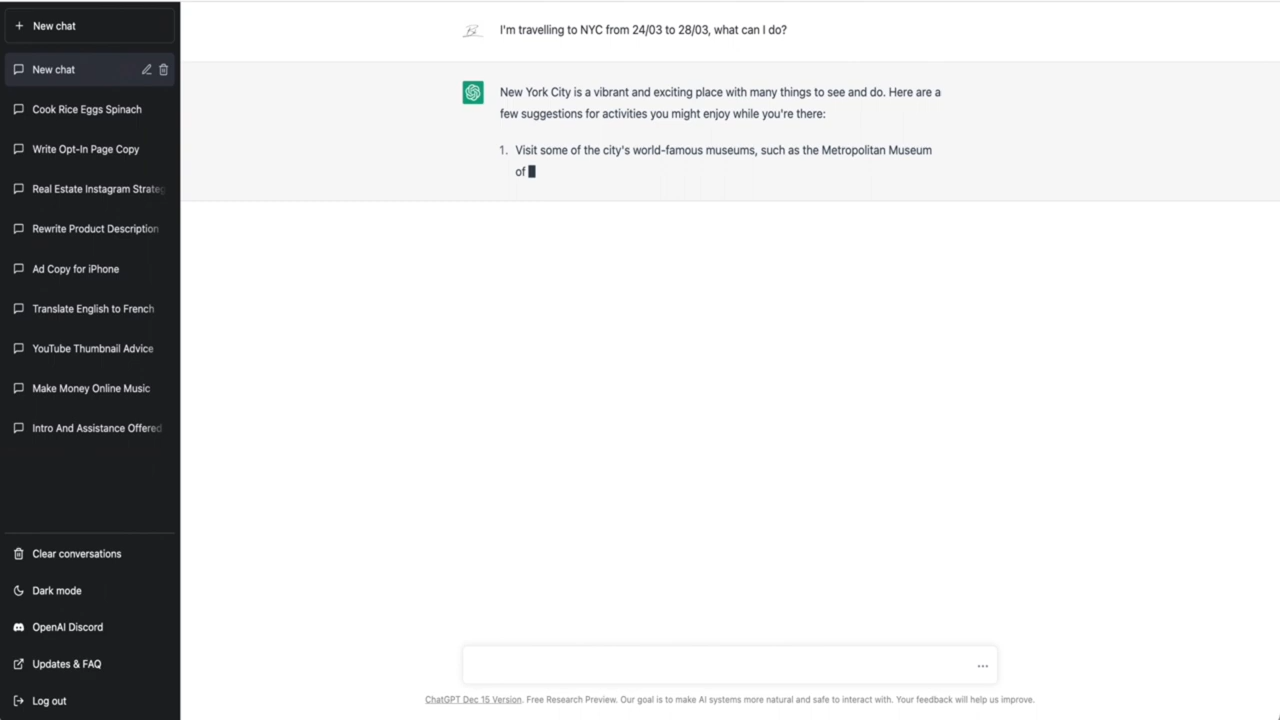 New chat
New chat
Cook Rice Eggs Spinach
Write Opt-In Page Copy
Real Estate Instagram Strateg
Rewrite Product Description
Ad Copy for iPhone
Translate English to French
YouTube Thumbnail Advice
Make Money Online Music
Intro And Assistance Offered
Clear conversations
Dark mode
OpenAI Discord
Updates & FAQ
Log out
I'm travelling to NYC from 24/03 to 28/03, what can I do?
New York City is a vibrant and exciting place with many things to see and do. Here are a
few suggestions for activities you might enjoy while you're there:
1. Visit some of the city's world-famous museums, such as the Metropolitan Museum
of
ChatGPT Dec 15 Version. Free Research Preview. Our goal is to make AI systems more natural and safe to interact with. Your feedback will help us improve.